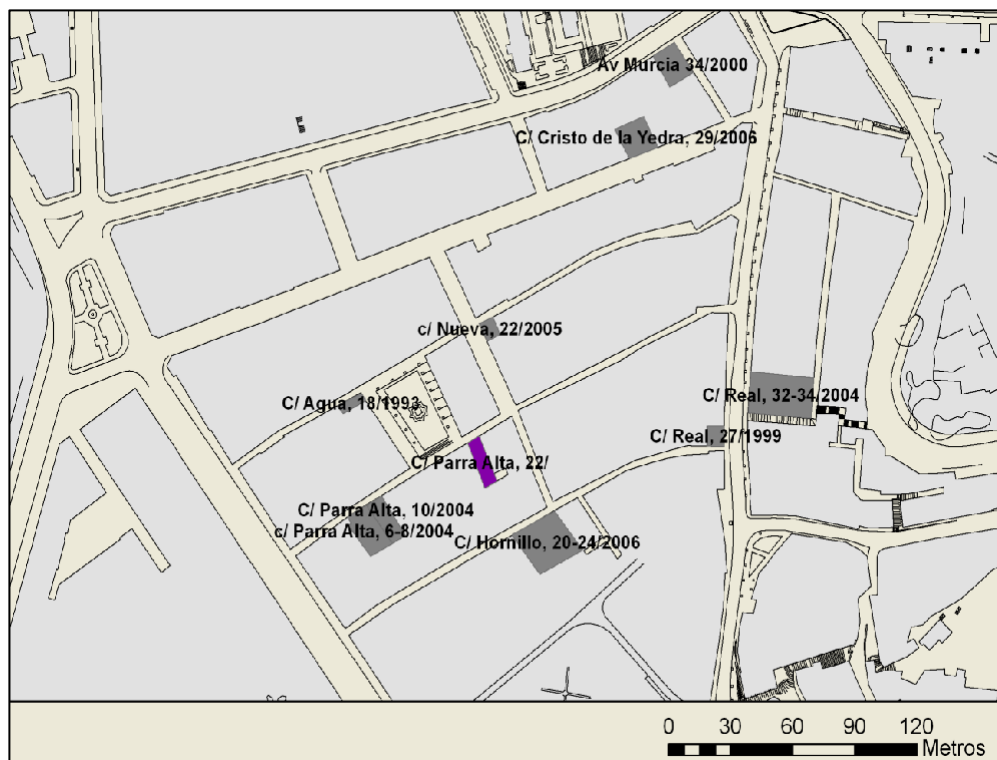 Av Murcia 34/2000
C/ Cristo de la Yedra, 29/2006
c/ Nueva, 22/2005
C/ Agua, 18/1993
C/ Real, 32-34/2004
C/ Real, 27/1999
C/ Parra Alta, 22/
C/ Parra Alta, 10/2004
c/ Parra Alta, 6-8/2004
C/ Hornillo, 20-24/2006
0 30 60 90 120
Metros